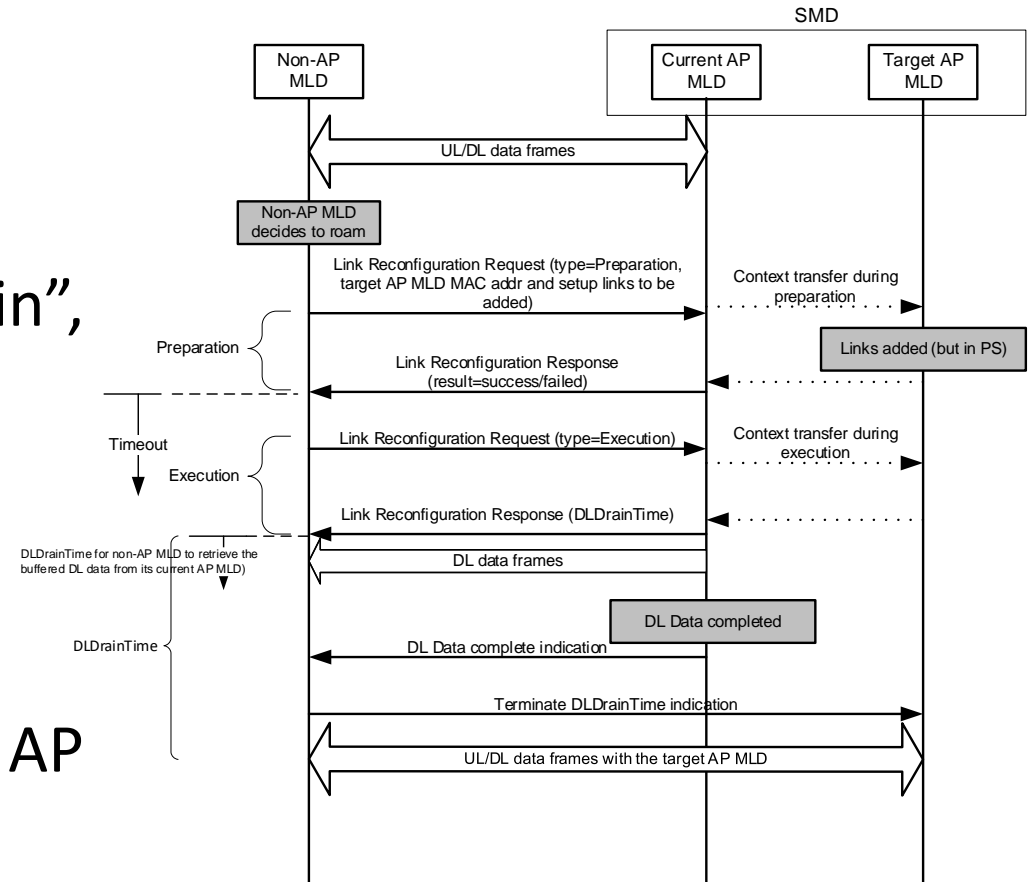 SMD
Non-AP
MLD
Current AP
MLD
Target AP
MLD
UL/DL data frames
Non-AP MLD
decides to roam
Link Reconfiguration Request (type=Preparation,
target AP MLD MAC addr and setup links to be
added)
Context transfer during
preparation
in”,
Preparation
Links added (but in PS)
Link Reconfiguration Response
(result=success/failed)
Timeout
Link Reconfiguration Request (type=Execution)
Context transfer during
execution
Execution
Link Reconfiguration Response (DLDrainTime)
DLDrainTime for non-AP MLD to retrieve the
buffered DL data from its current AP MLD)
DL data frames
DL Data completed
DLDrainTime
DL Data complete indication
Terminate DLDrainTime indication
AP
UL/DL data frames with the target AP MLD